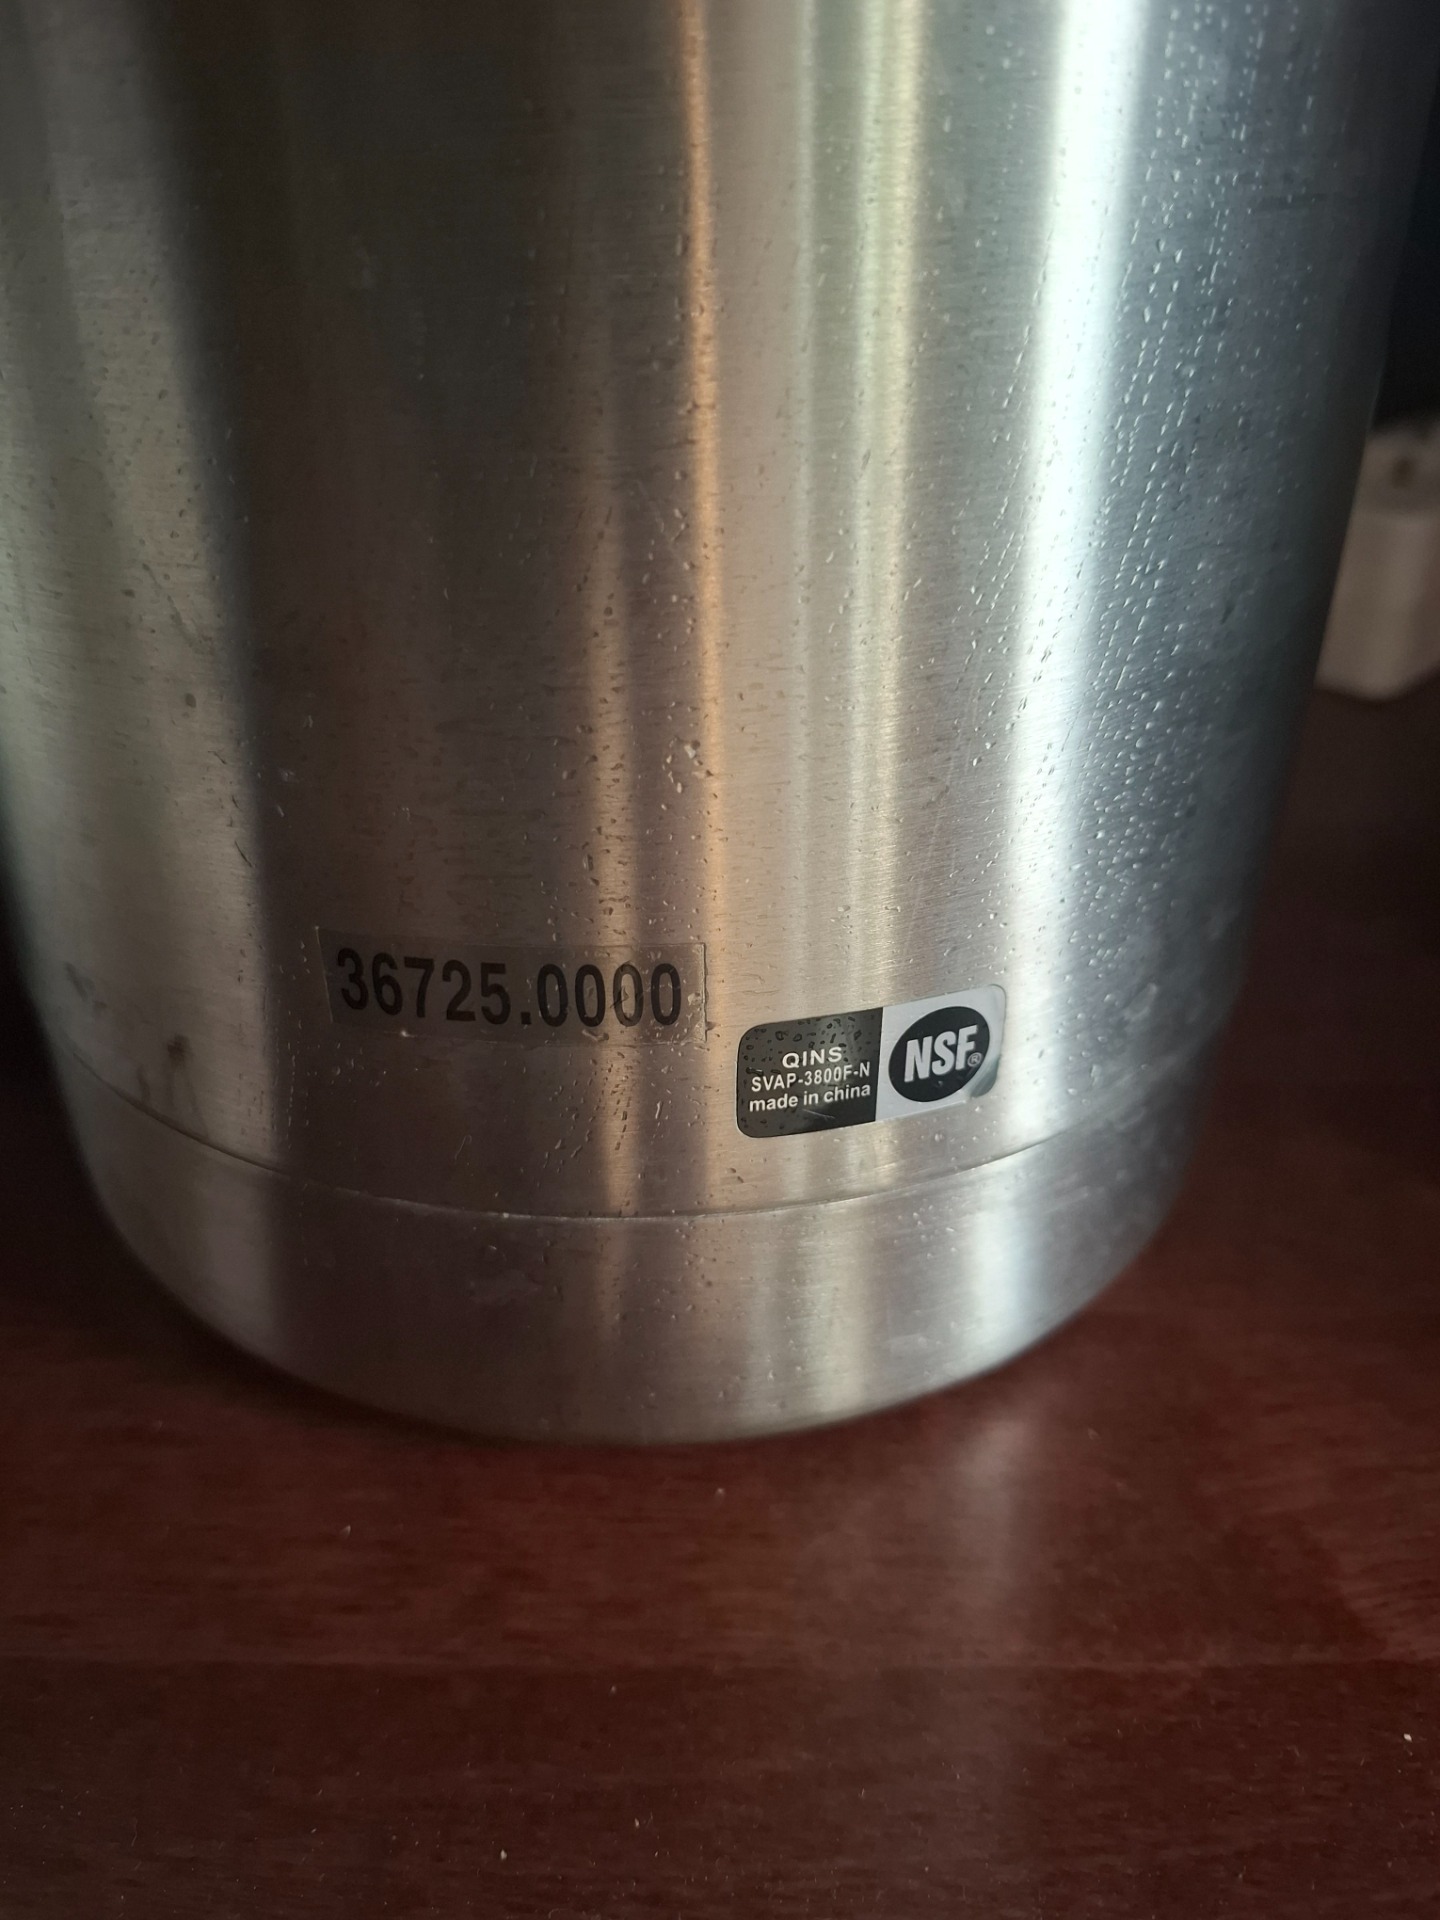 36725.0000
QINS
SVAP-3800F-N
made in china
NSF®